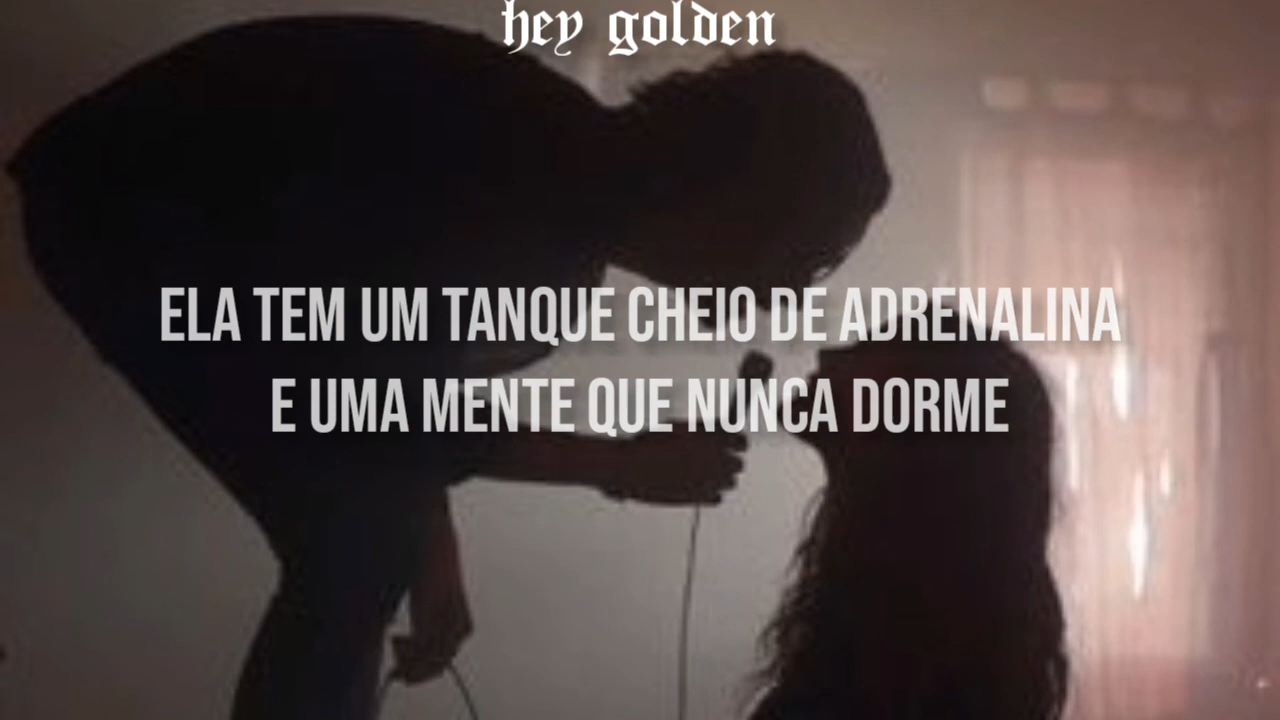 hey golden
ELA TEM UM TANQUE CHEIO DE ADRENALINA
E UMA MENTE QUE NUNCA DORME